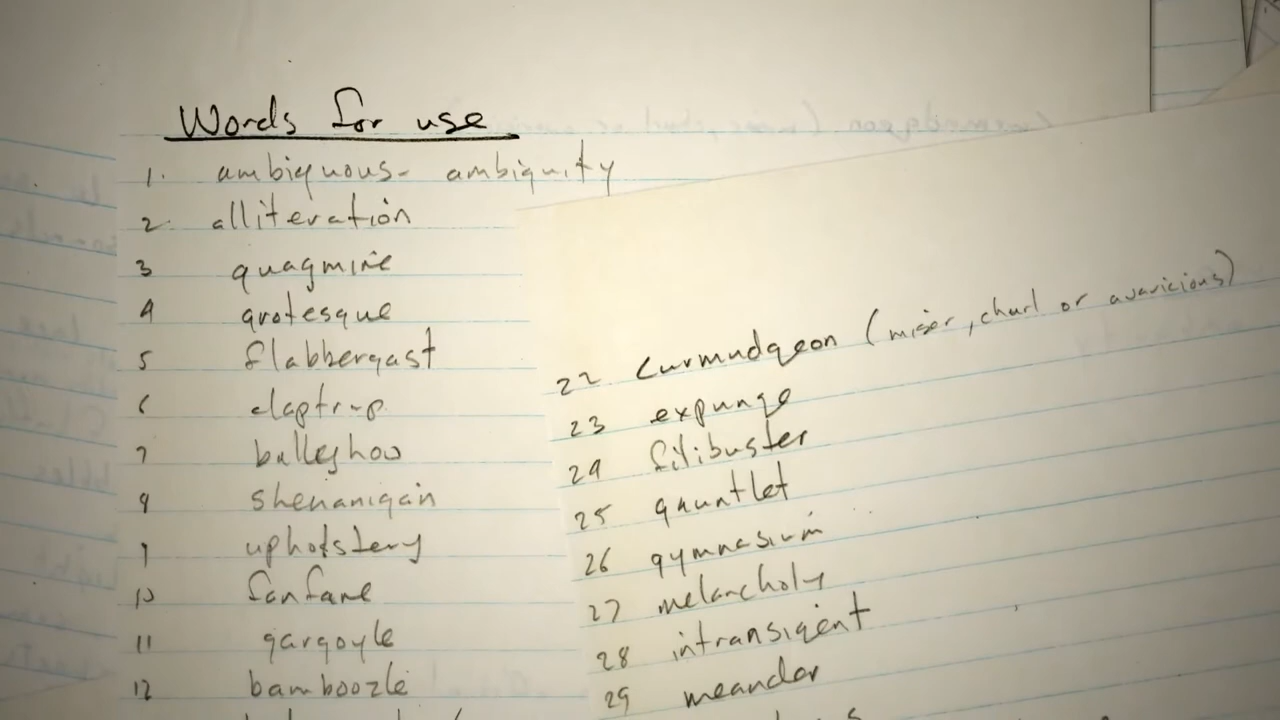 Words for use
1. ambiguous- ambiguity
2. alliteration
3 quagmire
4 grotesque
5 flabbergast
6 claptrap
7 balleyhoo
shenanigan
upholstery
10 fanfare
11 gargoyle
12 bamboozle
22 Curmudgeon (miser, churl or avaricious)
23 expunge
24 filibuster
25 gauntlet
26 gymnasium
27 melancholy
28 intransigent
29 meander